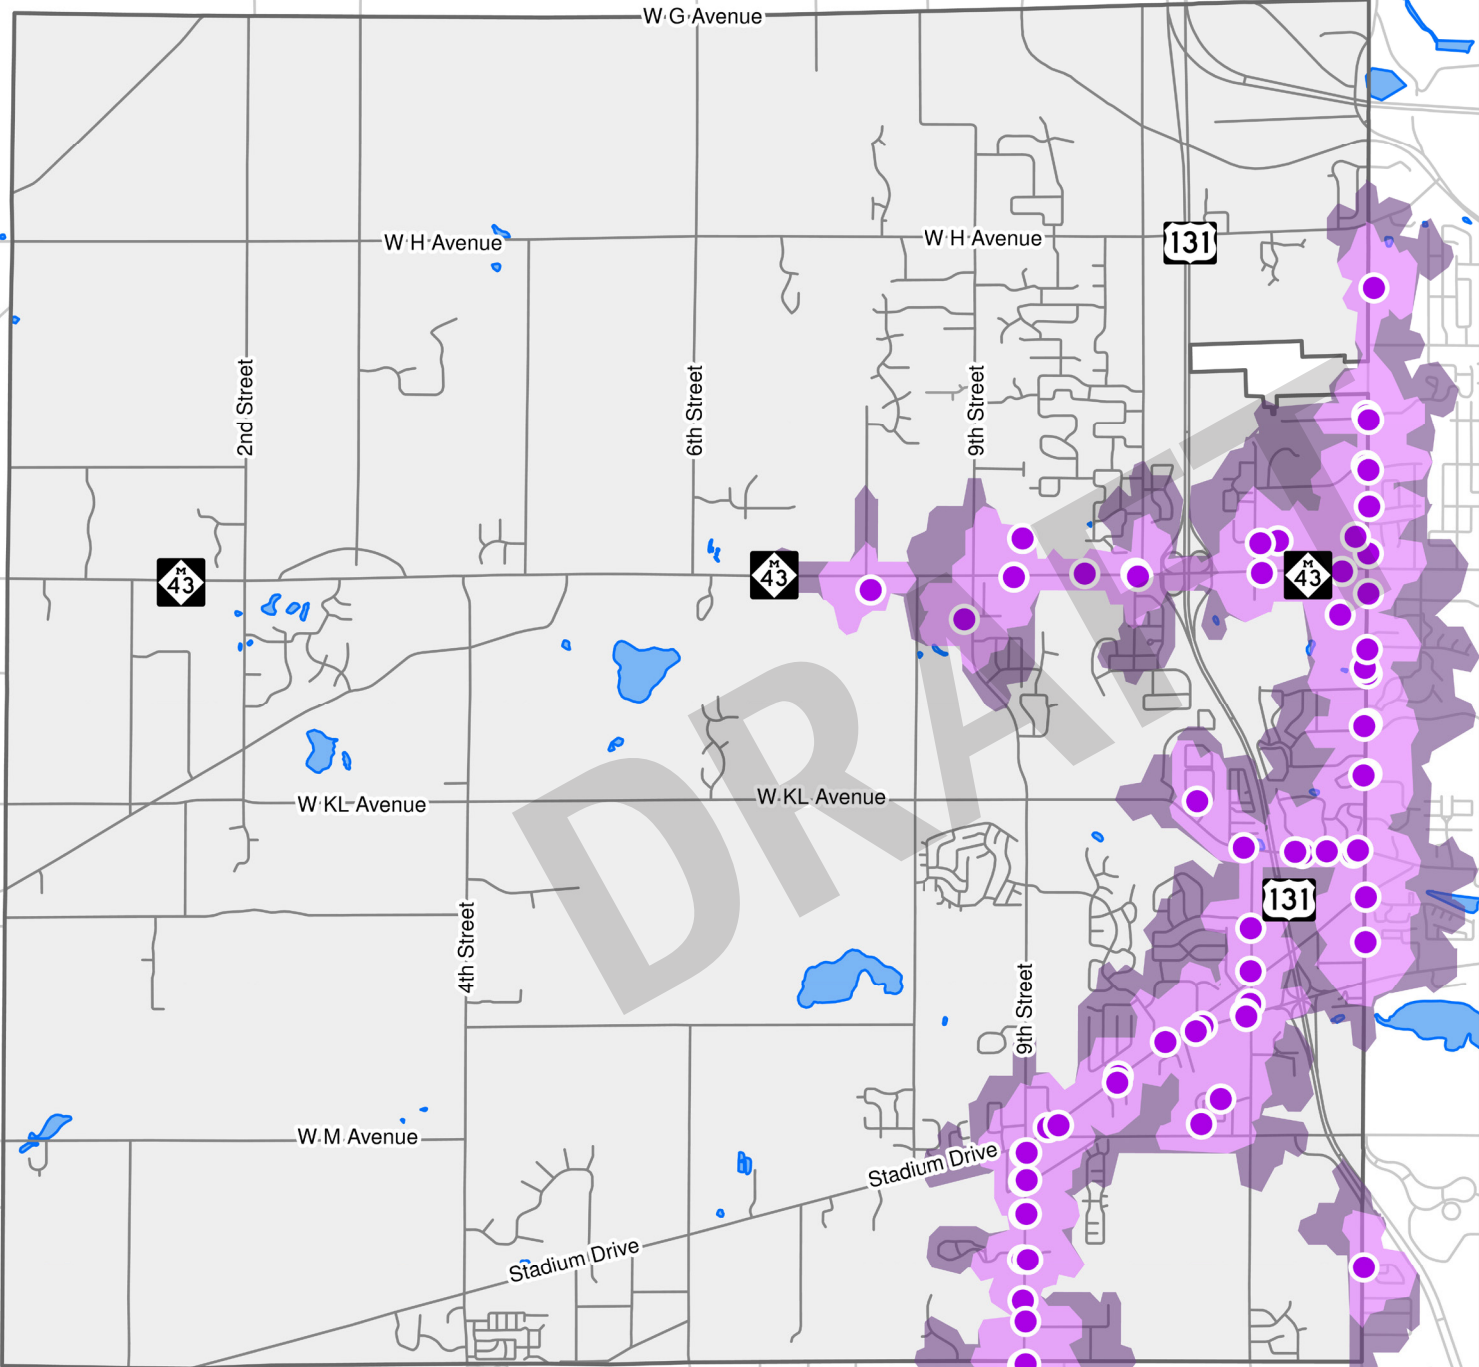 W G Avenue
W H Avenue
W H Avenue
131
2nd Street
6th Street
9th Street
M
43
M
43
M
43
W KL Avenue
W KL Avenue
DRAFT
131
4th Street
9th Street
W M Avenue
Stadium Drive
Stadium Drive